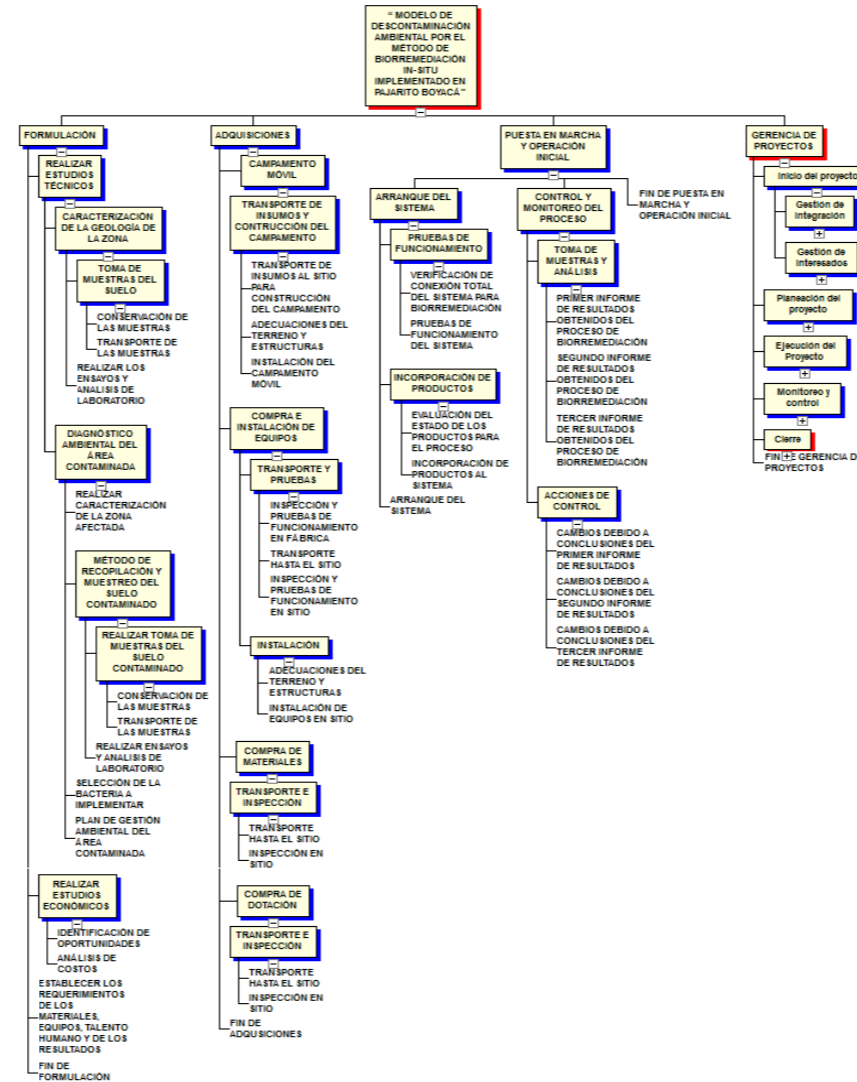 “ MODELO DE
DESCONTAMINACIÓN
AMBIENTAL POR EL
MÉTODO DE
BIORREMEDIACIÓN
IN-SITU
IMPLEMENTADO EN
PAJARITO BOYACÁ”
FORMULACIÓN
REALIZAR
ESTUDIOS
TÉCNICOS
CARACTERIZACIÓN
DE LA GEOLOGÍA DE
LA ZONA
TOMA DE
MUESTRAS DEL
SUELO
CONSERVACIÓN DE
LAS MUESTRAS
TRANSPORTE DE
LAS MUESTRAS
REALIZAR LOS
ENSAYOS Y
ANALISIS DE
LABORATORIO
DIAGNÓSTICO
AMBIENTAL DEL
ÁREA
CONTAMINADA
REALIZAR
CARACTERIZACIÓN
DE LA ZONA
AFECTADA
MÉTODO DE
RECOPILACIÓN Y
MUESTREO DEL
SUELO
CONTAMINADO
REALIZAR TOMA DE
MUESTRAS DEL
SUELO
CONTAMINADO
CONSERVACIÓN DE
LAS MUESTRAS
TRANSPORTE DE
LAS MUESTRAS
REALIZAR ENSAYOS
Y ANALISIS DE
LABORATORIO
SELECCIÓN DE LA
BACTERIA A
IMPLEMENTAR
PLAN DE GESTIÓN
AMBIENTAL DEL
ÁREA
CONTAMINADA
REALIZAR
ESTUDIOS
ECONÓMICOS
IDENTIFICACIÓN DE
OPORTUNIDADES
ANÁLISIS DE
COSTOS
ESTABLECER LOS
REQUERIMIENTOS
DE LOS
MATERIALES,
EQUIPOS, TALENTO
HUMANO Y DE LOS
RESULTADOS
FIN DE
FORMULACIÓN
ADQUISICIONES
CAMPAMENTO
MÓVIL
TRANSPORTE DE
INSUMOS Y
CONTRUCCIÓN DEL
CAMPAMENTO
TRANSPORTE DE
INSUMOS AL SITIO
PARA
CONSTRUCCIÓN
DEL CAMPAMENTO
ADECUACIONES DEL
TERRENO Y
ESTRUCTURAS
INSTALACIÓN DEL
CAMPAMENTO
MÓVIL
COMPRA E
INSTALACIÓN DE
EQUIPOS
TRANSPORTE Y
PRUEBAS
INSPECCIÓN Y
PRUEBAS DE
FUNCIONAMIENTO
EN FÁBRICA
TRANSPORTE
HASTA EL SITIO
INSPECCIÓN Y
PRUEBAS DE
FUNCIONAMIENTO
EN SITIO
INSTALACIÓN
ADECUACIONES DEL
TERRENO Y
ESTRUCTURAS
INSTALACIÓN DE
EQUIPOS EN SITIO
COMPRA DE
MATERIALES
TRANSPORTE E
INSPECCIÓN
TRANSPORTE
HASTA EL SITIO
INSPECCIÓN EN
SITIO
COMPRA DE
DOTACIÓN
TRANSPORTE E
INSPECCIÓN
TRANSPORTE
HASTA EL SITIO
INSPECCIÓN EN
SITIO
FIN DE
ADQUSICIONES
PUESTA EN MARCHA
Y OPERACIÓN
INICIAL
ARRANQUE DEL
SISTEMA
PRUEBAS DE
FUNCIONAMIENTO
VERIFICACIÓN DE
CONEXIÓN TOTAL
DEL SISTEMA PARA
BIORREMEDIACIÓN
PRUEBAS DE
FUNCIONAMIENTO
DEL SISTEMA
INCORPORACIÓN DE
PRODUCTOS
EVALUACIÓN DEL
ESTADO DE LOS
PRODUCTOS PARA
EL PROCESO
INCORPORACIÓN DE
PRODUCTOS AL
SISTEMA
ARRANQUE DEL
SISTEMA
CONTROL Y
MONITOREO DEL
PROCESO
TOMA DE
MUESTRAS Y
ANÁLISIS
PRIMER INFORME
DE RESULTADOS
OBTENIDOS DEL
PROCESO DE
BIORREMEDIACIÓN
SEGUNDO INFORME
DE RESULTADOS
OBTENIDOS DEL
PROCESO DE
BIORREMEDIACIÓN
TERCER INFORME
DE RESULTADOS
OBTENIDOS DEL
PROCESO DE
BIORREMEDIACIÓN
ACCIONES DE
CONTROL
CAMBIOS DEBIDO A
CONCLUSIONES DEL
PRIMER INFORME DE
RESULTADOS
CAMBIOS DEBIDO A
CONCLUSIONES DEL
SEGUNDO INFORME
DE RESULTADOS
CAMBIOS DEBIDO A
CONCLUSIONES DEL
TERCER INFORME
DE RESULTADOS
FIN DE PUESTA EN
MARCHA Y
OPERACIÓN INICIAL
GERENCIA DE
PROYECTOS
Inicio del proyecto
Gestión de
Integración
Gestión de
Interesados
Planeación del
proyecto
Ejecución del
Proyecto
Monitoreo y
control
Cierre
FIN DE GERENCIA D
PROYECTOS